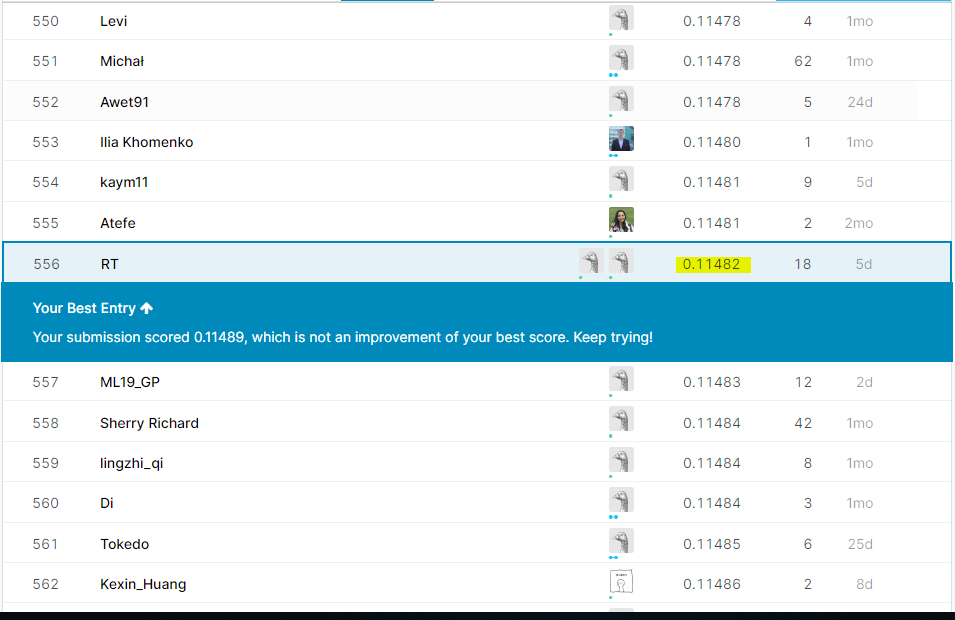 550 Levi 0.11478 4 1mo
551 Michał 0.11478 62 1mo
552 Awet91 0.11478 5 24d
553 Ilia Khomenko 0.11480 1 1mo
554 kaym11 0.11481 9 5d
555 Atefe 0.11481 2 2mo
556 RT 0.11482 18 5d
Your Best Entry ↑
Your submission scored 0.11489, which is not an improvement of your best score. Keep trying!
557 ML19_GP 0.11483 12 2d
558 Sherry Richard 0.11484 42 1mo
559 lingzhi_qi 0.11484 8 1mo
560 Di 0.11484 3 1mo
561 Tokedo 0.11485 6 25d
562 Kexin_Huang 0.11486 2 8d